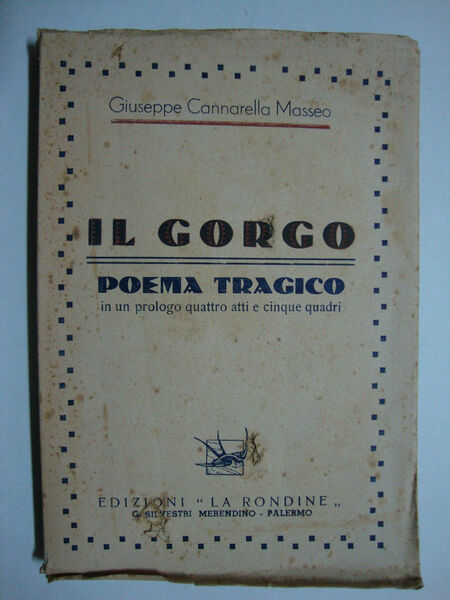 Giuseppe Cannarella Masseo
IL GORGO
POEMA TRAGICO
in un prologo quattro atti e cinque quadri
EDIZIONI "LA RONDINE„
G. SILVESTRI MERENDINO - PALERMO